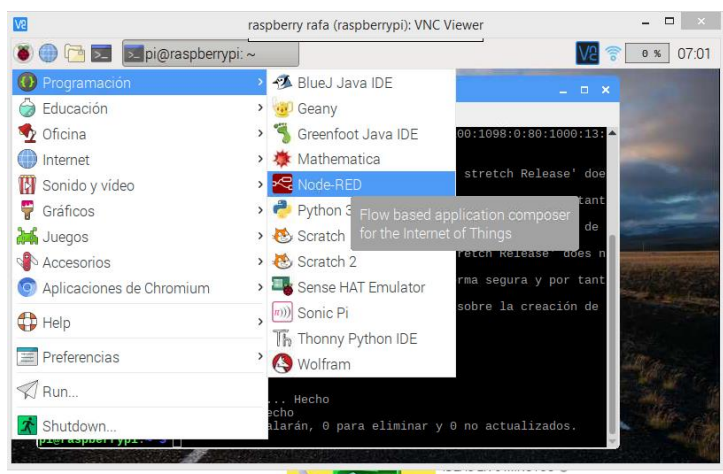 raspberry rafa (raspberrypi): VNC Viewer
pi@raspberrypi: ~
0 %
07:01
Programación
Educación
Oficina
Internet
Sonido y vídeo
Gráficos
Juegos
Accesorios
Aplicaciones de Chromium
Help
Preferencias
Run...
Shutdown...
BlueJ Java IDE
Geany
Greenfoot Java IDE
Mathematica
Node-RED
Python 3
Scratch
Scratch 2
Sense HAT Emulator
Sonic Pi
Thonny Python IDE
Wolfram
Flow based application composer
for the Internet of Things
00:1098:0:80:1000:13:
stretch Release' doe
tant
de
retch Release' does n
rma segura y por tant
sobre la creación de
... Hecho
echo
alarán, 0 para eliminar y 0 no actualizados.
pi@raspberrypi:~ $